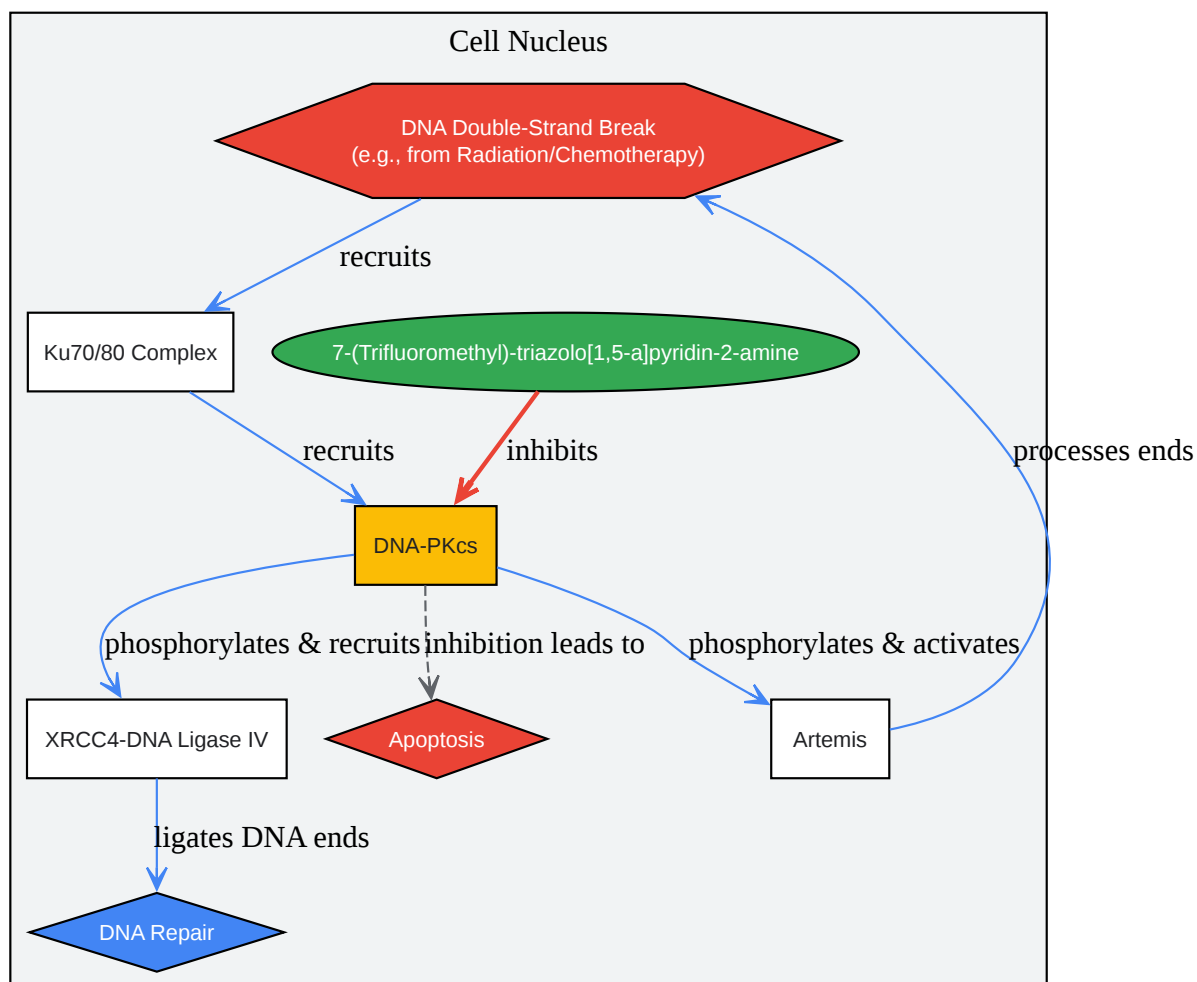 Cell Nucleus
DNA Double-Strand Break
(e.g., from Radiation/Chemotherapy)
recruits
Ku70/80 Complex
7-(Trifluoromethyl)-triazolo[1,5-a]pyridin-2-amine
recruits
inhibits
processes ends
DNA-PKcs
phosphorylates & recruits
inhibition leads to
phosphorylates & activates
XRCC4-DNA Ligase IV
Apoptosis
Artemis
ligates DNA ends
DNA Repair